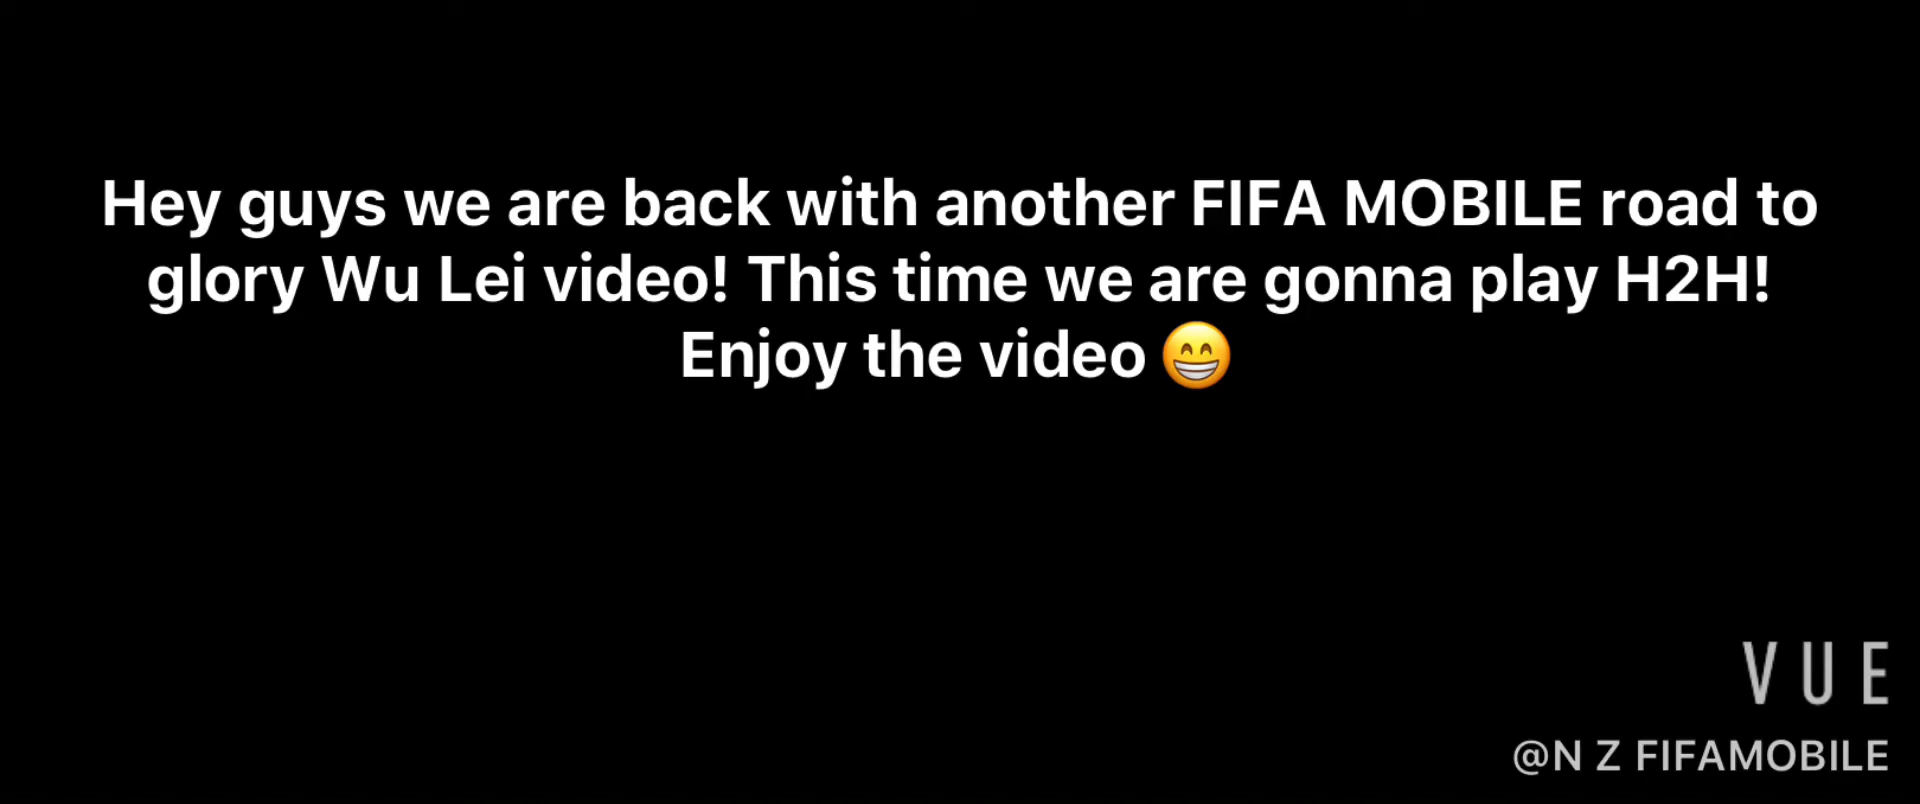 Hey guys we are back with another FIFA MOBILE road to
glory Wu Lei video! This time we are gonna play H2H!
Enjoy the video 😁
VUE
@N Z FIFAMOBILE